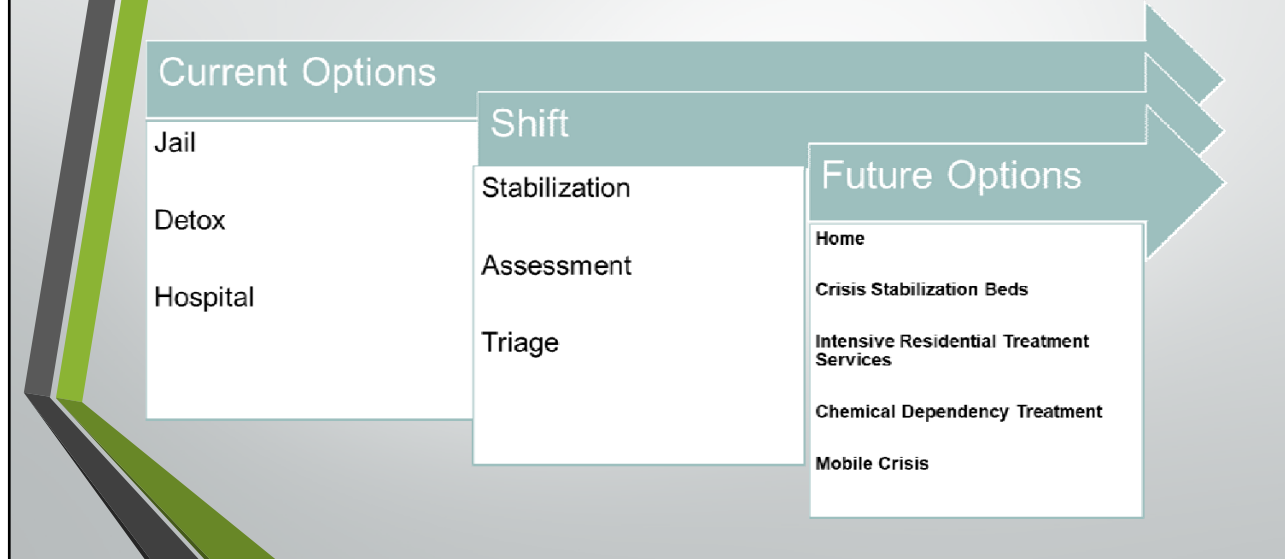 Current Options
Jail
Detox
Hospital
Shift
Stabilization
Assessment
Triage
Future Options
Home
Crisis Stabilization Beds
Intensive Residential Treatment
Services
Chemical Dependency Treatment
Mobile Crisis